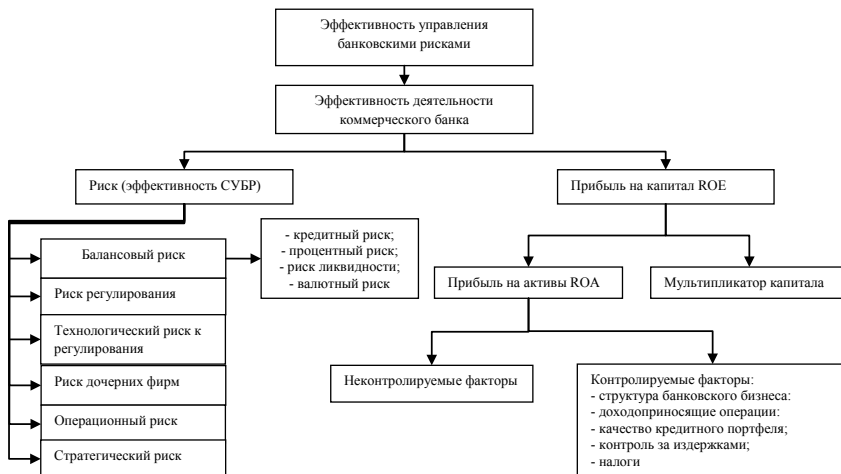 Эффективность управления
банковскими рисками
Эффективность деятельности
коммерческого банка
Риск (эффективность СУБР)
Прибыль на капитал ROE
Балансовый риск
- кредитный риск;
- процентный риск;
- риск ликвидности;
- валютный риск
Прибыль на активы ROA
Мультипликатор капитала
Риск регулирования
Технологический риск к
регулирования
Риск дочерних фирм
Операционный риск
Стратегический риск
Неконтролируемые факторы
Контролируемые факторы:
- структура банковского бизнеса:
- доходоприносящие операции:
- качество кредитного портфеля;
- контроль за издержками;
- налоги